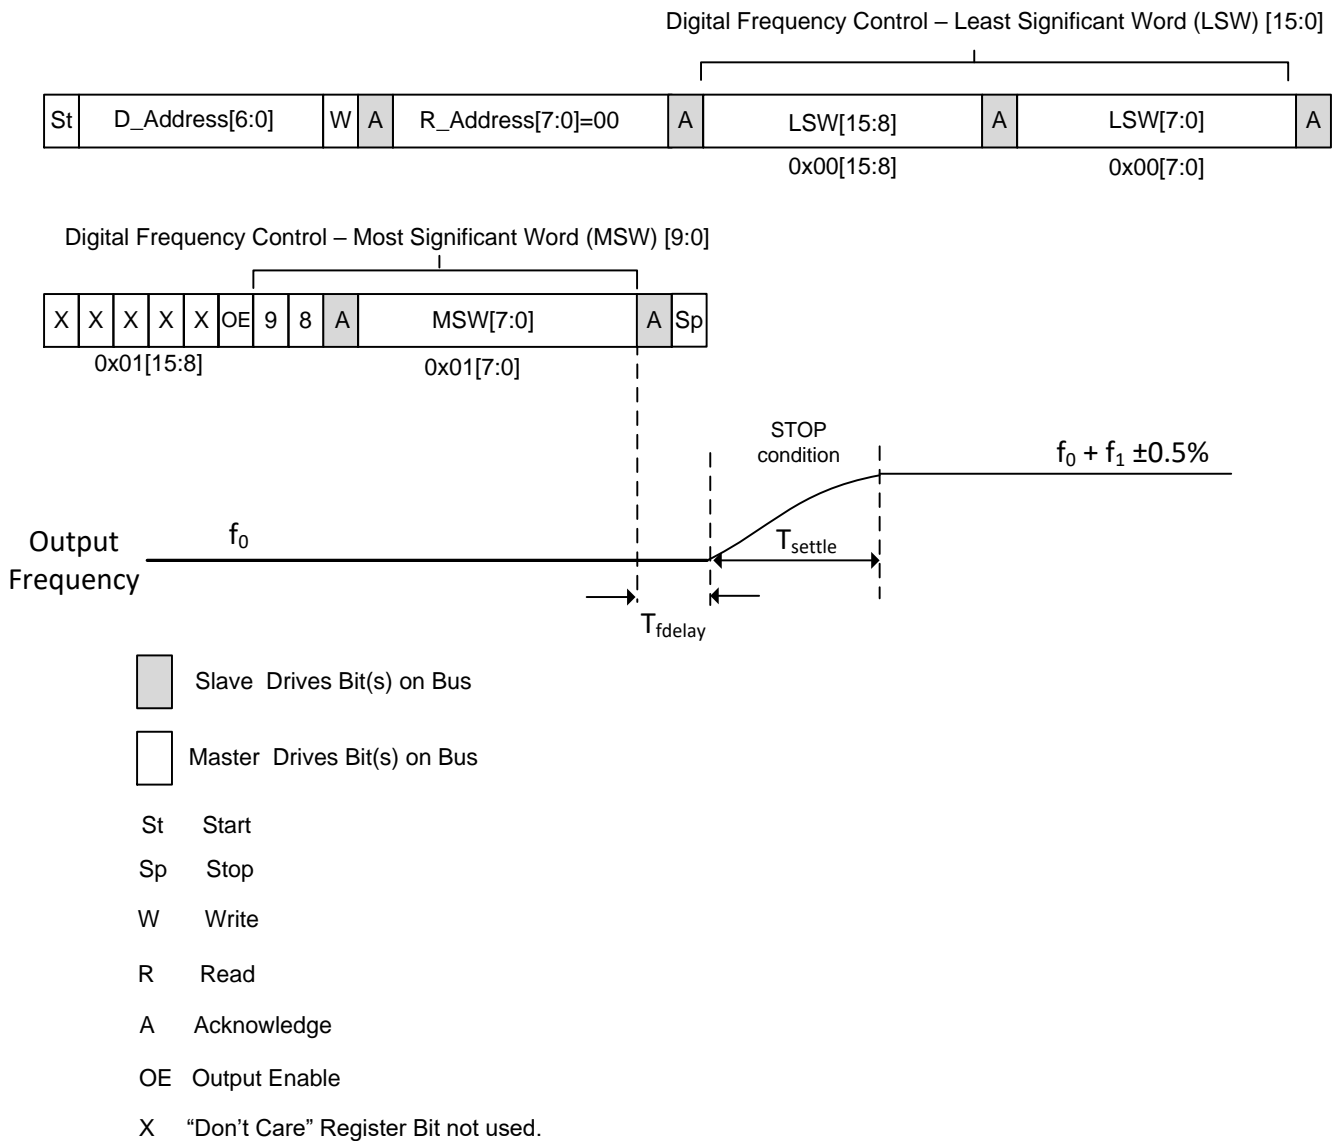 Digital Frequency Control – Least Significant Word (LSW) [15:0]
St D_Address[6:0] W A R_Address[7:0]=00 A LSW[15:8] A LSW[7:0] A
0x00[15:8] 0x00[7:0]
Digital Frequency Control – Most Significant Word (MSW) [9:0]
X X X X X OE 9 8 A MSW[7:0] A Sp
0x01[15:8] 0x01[7:0]
STOP
condition
f₀ + f₁ ±0.5%
f₀
Output
Frequency
T_settle
T_fdelay
Slave Drives Bit(s) on Bus
Master Drives Bit(s) on Bus
St Start
Sp Stop
W Write
R Read
A Acknowledge
OE Output Enable
X “Don’t Care” Register Bit not used.